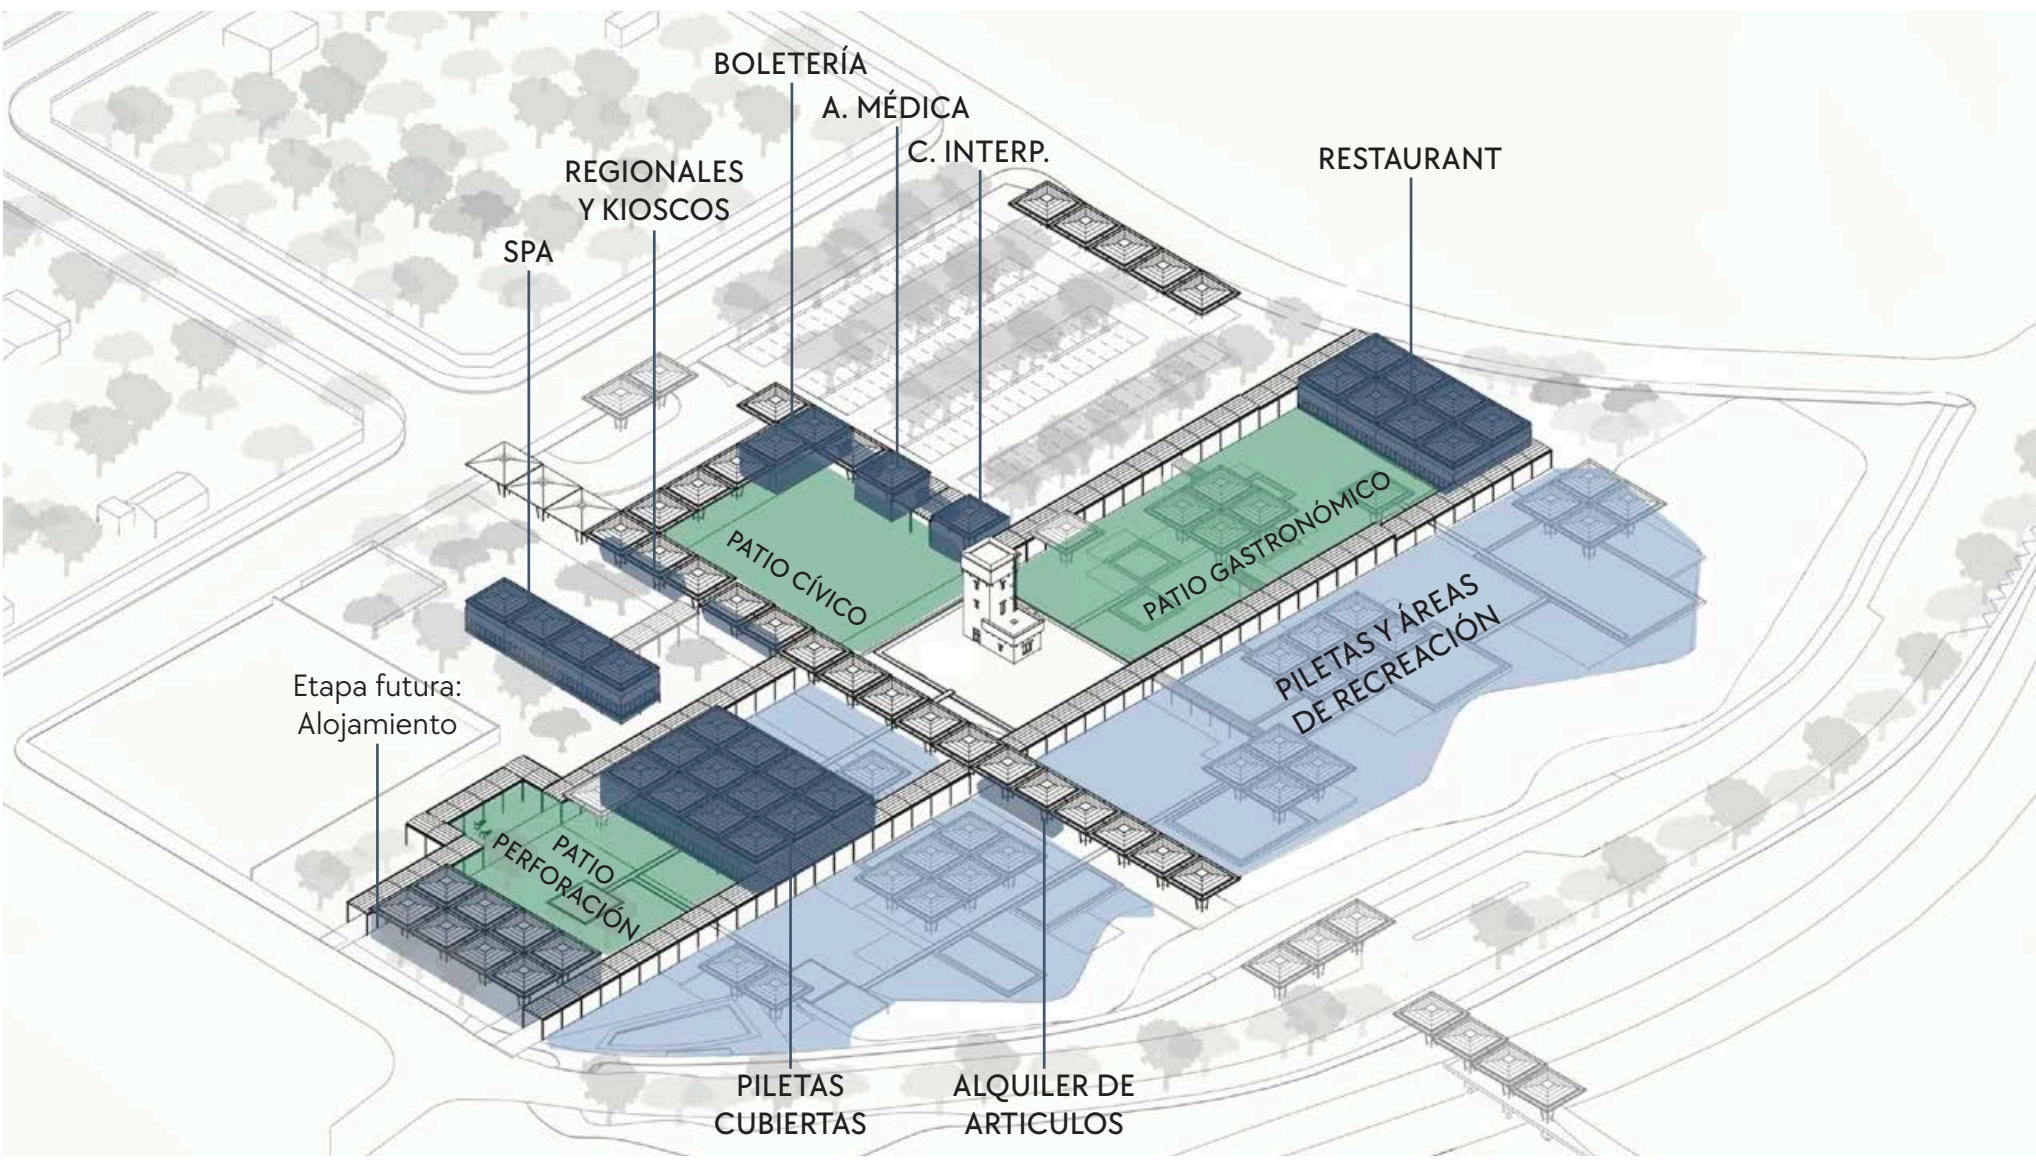 BOLETERÍA
A. MÉDICA
C. INTERP.
RESTAURANT
REGIONALES
Y KIOSCOS
SPA
PATIO CÍVICO
PATIO GASTRONÓMICO
PILETAS Y ÁREAS
DE RECREACIÓN
Etapa futura:
Alojamiento
PATIO
PERFORACIÓN
PILETAS
CUBIERTAS
ALQUILER DE
ARTICULOS